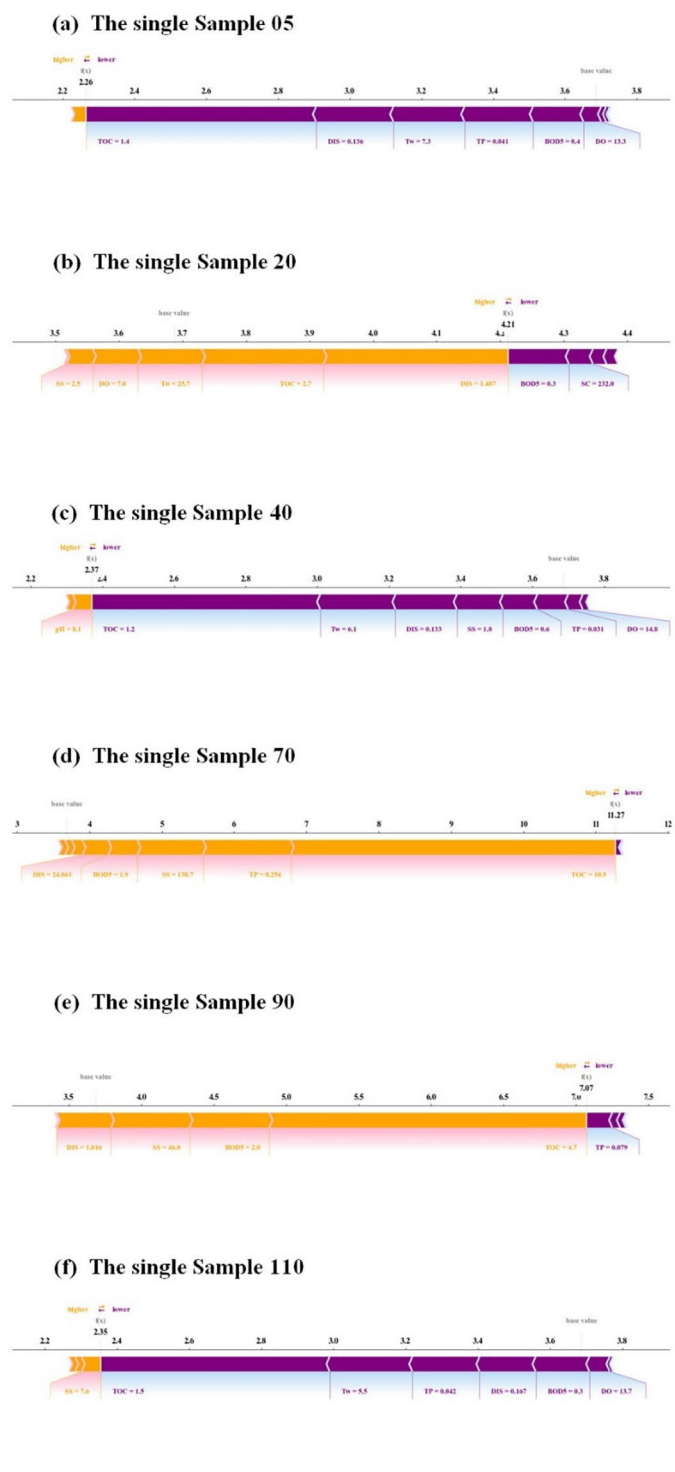 (a) The single Sample 05
higher ⇄ lower
f(x)
base value
2.26
2.2 2.4 2.6 2.8 3.0 3.2 3.4 3.6 3.8
TOC = 1.4 DIS = 0.136 Tw = 7.3 TP = 0.041 BOD5 = 0.4 DO = 13.3
(b) The single Sample 20
higher ⇄ lower
base value
f(x)
4.21
3.5 3.6 3.7 3.8 3.9 4.0 4.1 4.2 4.3 4.4
SS = 2.5 DO = 7.0 Tw = 25.7 TOC = 2.7 DIS = 1.407 BOD5 = 0.3 SC = 232.0
(c) The single Sample 40
higher ⇄ lower
f(x)
base value
2.37
2.2 2.4 2.6 2.8 3.0 3.2 3.4 3.6 3.8
pH = 8.1 TOC = 1.2 Tw = 6.1 DIS = 0.133 SS = 1.0 BOD5 = 0.6 TP = 0.031 DO = 14.8
(d) The single Sample 70
higher ⇄ lower
base value
f(x)
11.27
3 4 5 6 7 8 9 10 11 12
DIS = BOD5 = 1.9 SS = 138.7 TP = 0.254 TOC = 10.9
(e) The single Sample 90
higher ⇄ lower
base value
f(x)
7.07
3.5 4.0 4.5 5.0 5.5 6.0 6.5 7.0 7.5
DIS = SS = BOD5 = 2.0 TOC = 4.7 TP = 0.079
(f) The single Sample 110
higher ⇄ lower
f(x)
base value
2.35
2.2 2.4 2.6 2.8 3.0 3.2 3.4 3.6 3.8
SS = 7.6 TOC = 1.5 Tw = 5.5 TP = 0.042 DIS = 0.167 BOD5 = 0.3 DO = 13.7